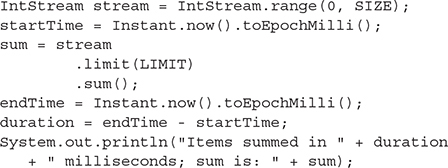 IntStream stream = IntStream.range(0, SIZE);
startTime = Instant.now().toEpochMilli();
sum = stream
        .limit(LIMIT)
        .sum();
endTime = Instant.now().toEpochMilli();
duration = endTime - startTime;
System.out.println("Items summed in " + duration
   + " milliseconds; sum is: " + sum);